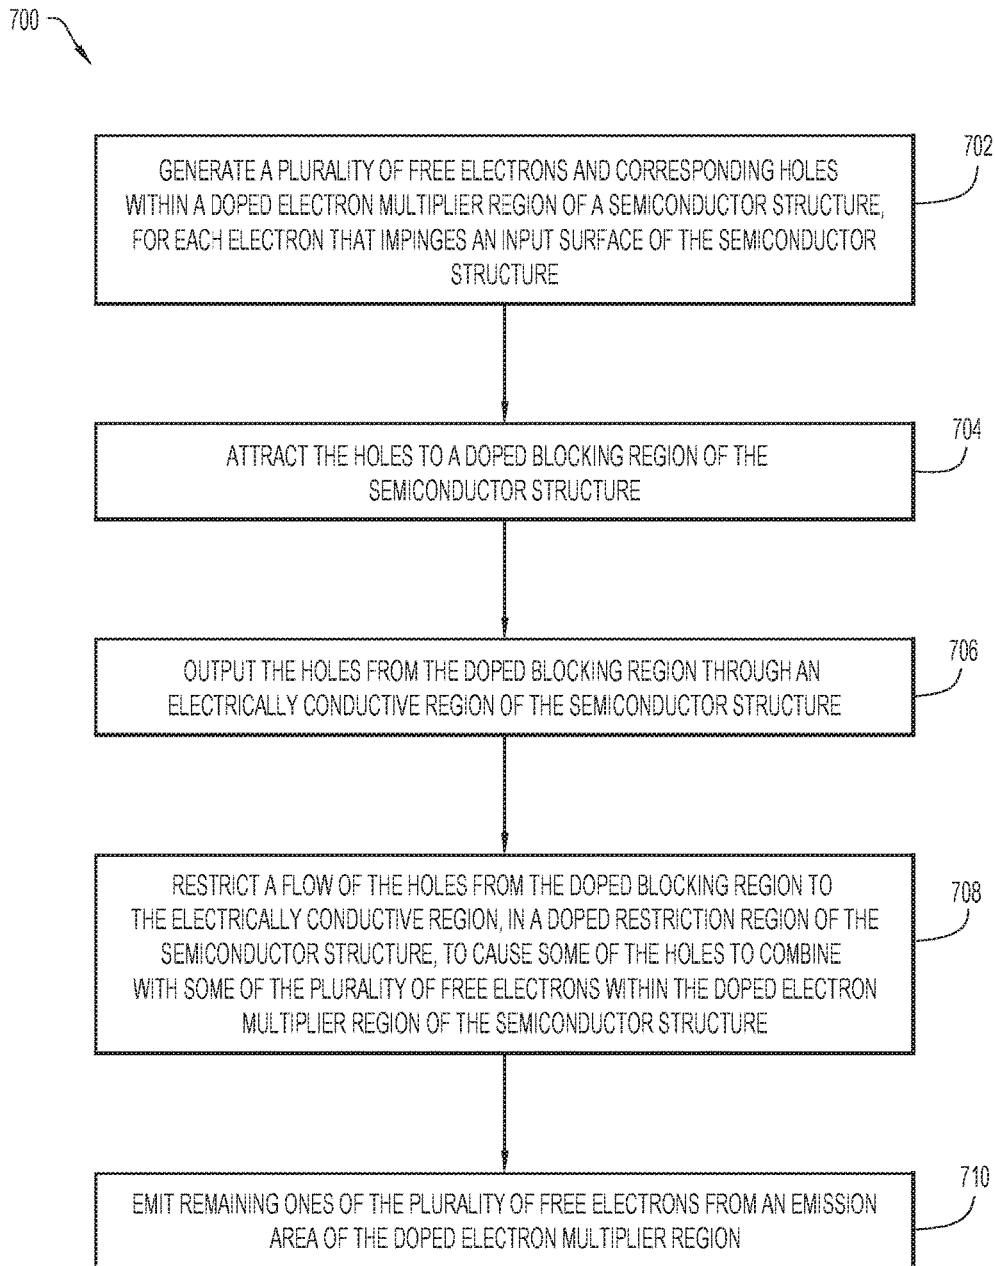 700
702
GENERATE A PLURALITY OF FREE ELECTRONS AND CORRESPONDING HOLES
WITHIN A DOPED ELECTRON MULTIPLIER REGION OF A SEMICONDUCTOR STRUCTURE,
FOR EACH ELECTRON THAT IMPINGES AN INPUT SURFACE OF THE SEMICONDUCTOR
STRUCTURE
704
ATTRACT THE HOLES TO A DOPED BLOCKING REGION OF THE
SEMICONDUCTOR STRUCTURE
706
OUTPUT THE HOLES FROM THE DOPED BLOCKING REGION THROUGH AN
ELECTRICALLY CONDUCTIVE REGION OF THE SEMICONDUCTOR STRUCTURE
708
RESTRICT A FLOW OF THE HOLES FROM THE DOPED BLOCKING REGION TO
THE ELECTRICALLY CONDUCTIVE REGION, IN A DOPED RESTRICTION REGION OF THE
SEMICONDUCTOR STRUCTURE, TO CAUSE SOME OF THE HOLES TO COMBINE
WITH SOME OF THE PLURALITY OF FREE ELECTRONS WITHIN THE DOPED ELECTRON
MULTIPLIER REGION OF THE SEMICONDUCTOR STRUCTURE
710
EMIT REMAINING ONES OF THE PLURALITY OF FREE ELECTRONS FROM AN EMISSION
AREA OF THE DOPED ELECTRON MULTIPLIER REGION